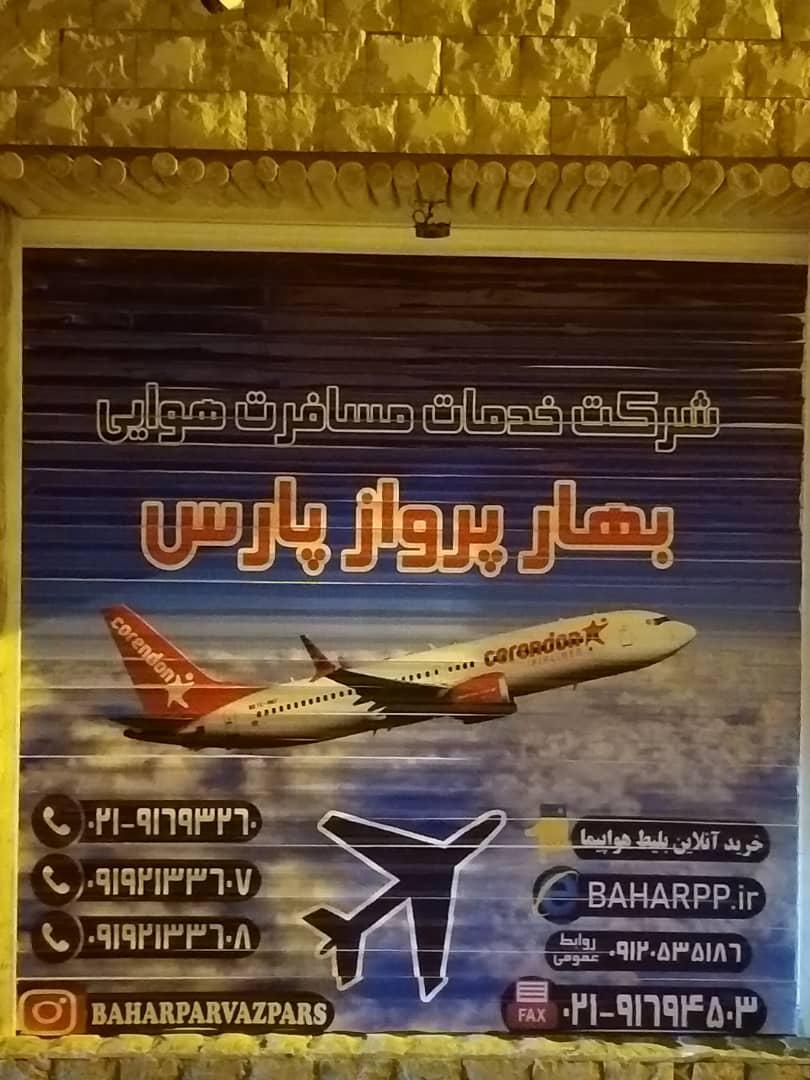 شرکت خدمات مسافرت هوایی
بهار پرواز پارس
corendon
corendon
AIRLINES
۰۲۱-۹۱۶۹۳۲۶۰
۰۹۱۹۲۱۳۳۶۰۷
۰۹۱۹۲۱۳۳۶۰۸
BAHARPARVAZPARS
خرید آنلاین بلیط هواپیما
BAHARPP.ir
روابط عمومی ۰۹۱۲۰۵۳۵۱۸۶
FAX ۰۲۱-۹۱۶۹۴۵۰۳